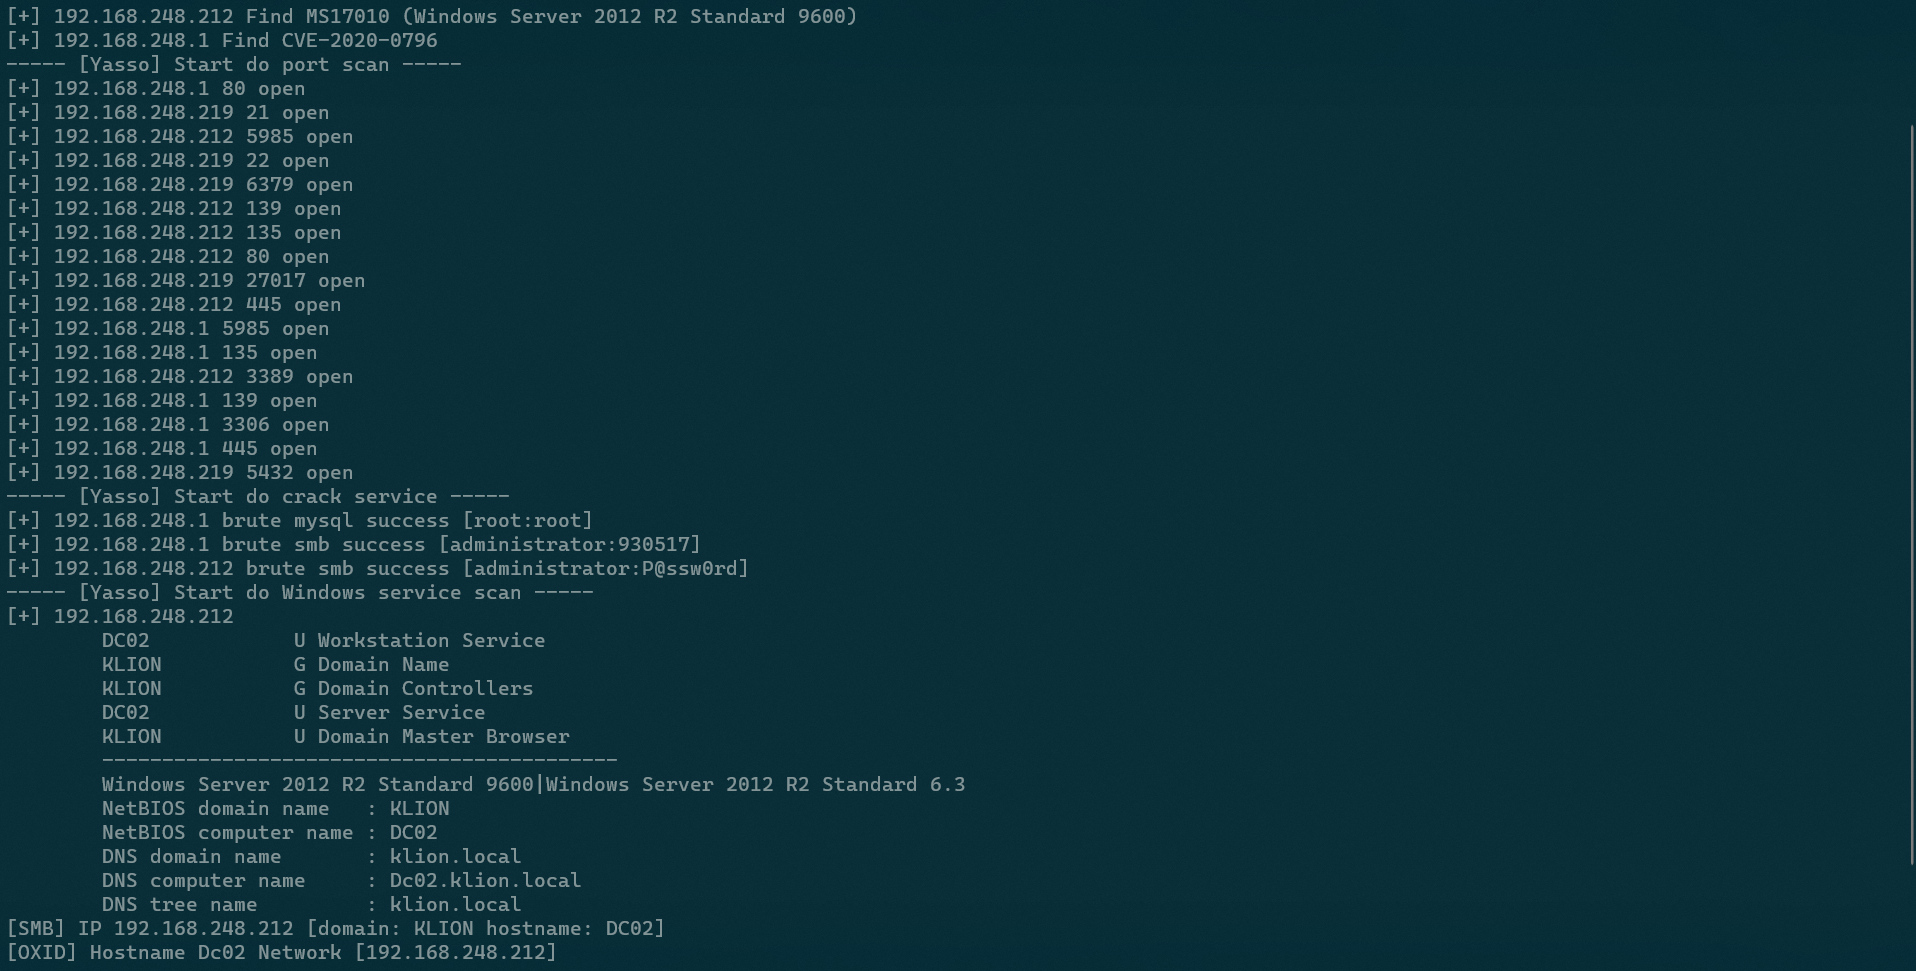 [+] 192.168.248.212 Find MS17010 (Windows Server 2012 R2 Standard 9600)
[+] 192.168.248.1 Find CVE-2020-0796
----- [Yasso] Start do port scan -----
[+] 192.168.248.1 80 open
[+] 192.168.248.219 21 open
[+] 192.168.248.212 5985 open
[+] 192.168.248.219 22 open
[+] 192.168.248.219 6379 open
[+] 192.168.248.212 139 open
[+] 192.168.248.212 135 open
[+] 192.168.248.212 80 open
[+] 192.168.248.219 27017 open
[+] 192.168.248.212 445 open
[+] 192.168.248.1 5985 open
[+] 192.168.248.1 135 open
[+] 192.168.248.212 3389 open
[+] 192.168.248.1 139 open
[+] 192.168.248.1 3306 open
[+] 192.168.248.1 445 open
[+] 192.168.248.219 5432 open
----- [Yasso] Start do crack service -----
[+] 192.168.248.1 brute mysql success [root:root]
[+] 192.168.248.1 brute smb success [administrator:930517]
[+] 192.168.248.212 brute smb success [administrator:P@ssw0rd]
----- [Yasso] Start do Windows service scan -----
[+] 192.168.248.212
        DC02            U Workstation Service
        KLION           G Domain Name
        KLION           G Domain Controllers
        DC02            U Server Service
        KLION           U Domain Master Browser
        -------------------------------------------
        Windows Server 2012 R2 Standard 9600|Windows Server 2012 R2 Standard 6.3
        NetBIOS domain name   : KLION
        NetBIOS computer name : DC02
        DNS domain name       : klion.local
        DNS computer name     : Dc02.klion.local
        DNS tree name         : klion.local
[SMB] IP 192.168.248.212 [domain: KLION hostname: DC02]
[OXID] Hostname Dc02 Network [192.168.248.212]